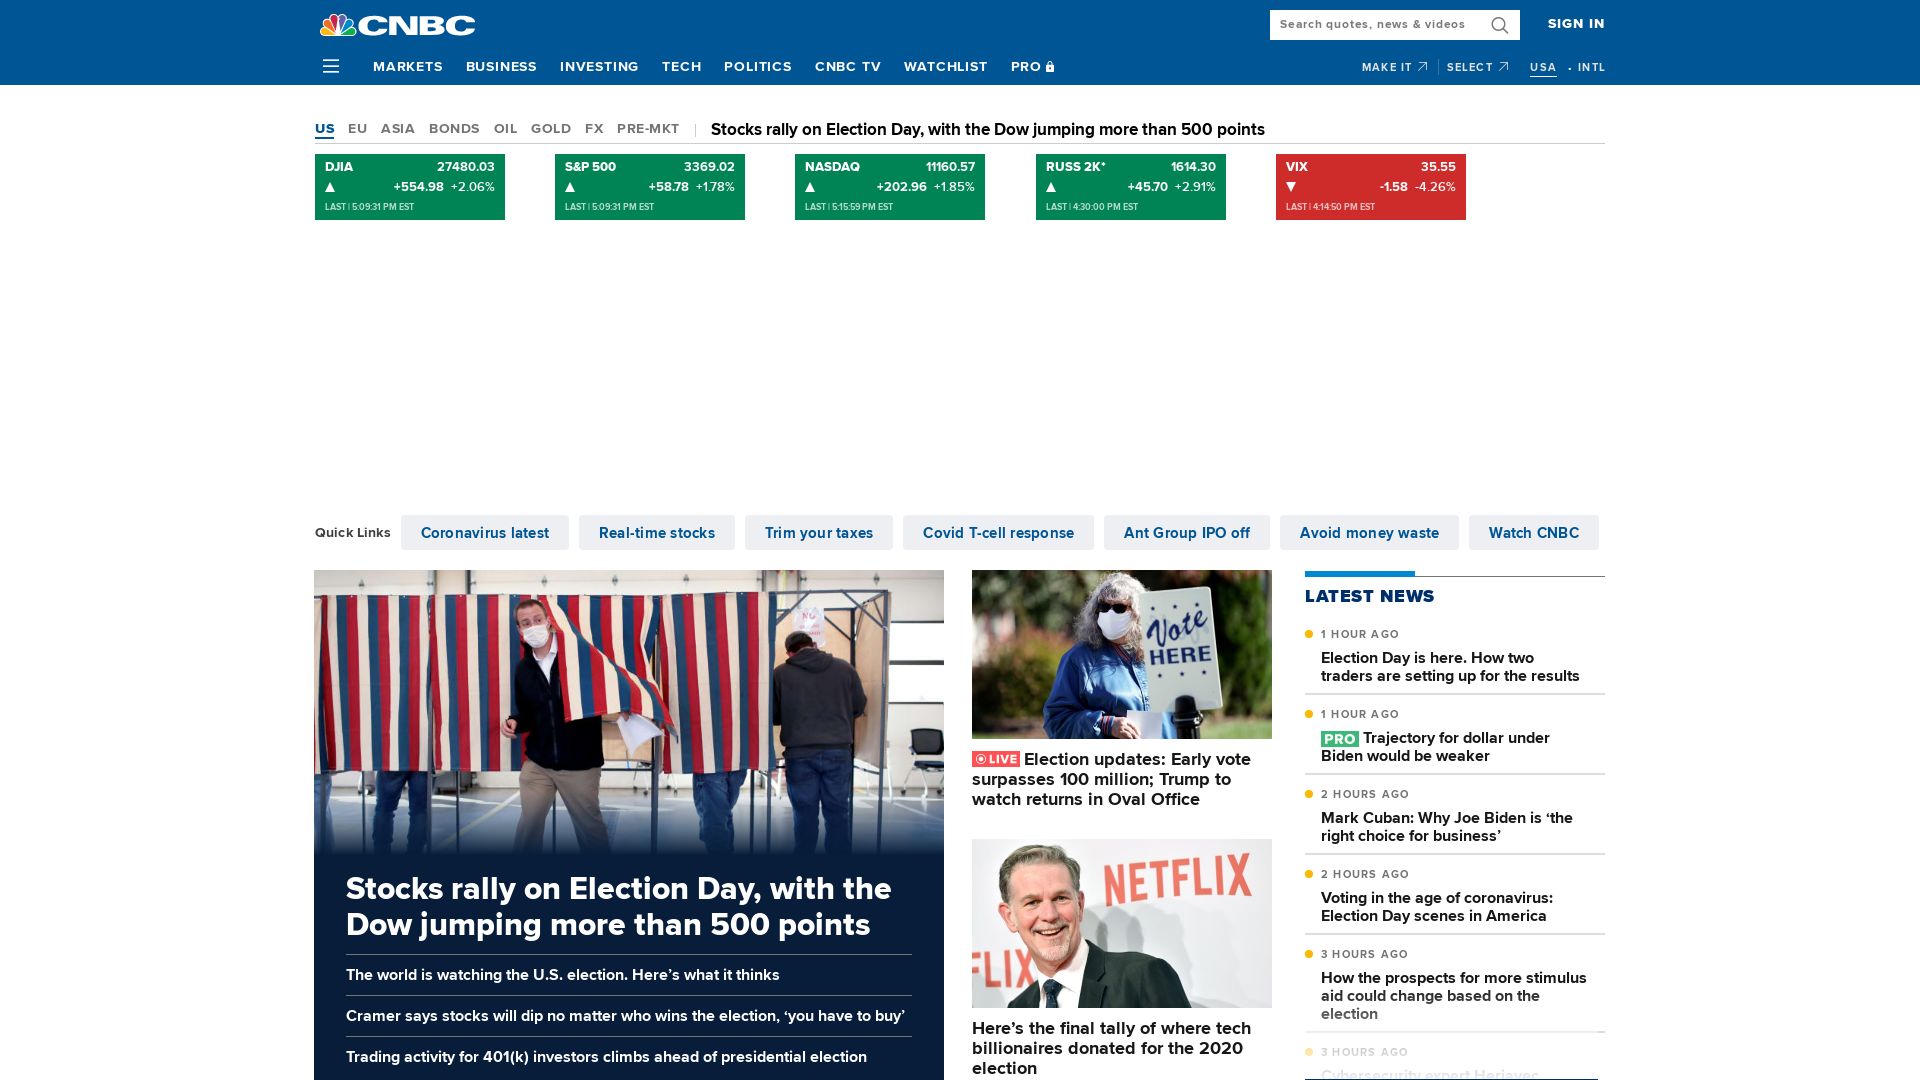 CNBC
Search quotes, news & videos
SIGN IN
MARKETS BUSINESS INVESTING TECH POLITICS CNBC TV WATCHLIST PRO
MAKE IT SELECT USA • INTL
US EU ASIA BONDS OIL GOLD FX PRE-MKT
Stocks rally on Election Day, with the Dow jumping more than 500 points
DJIA 27480.03
+554.98 +2.06%
LAST | 5:09:31 PM EST
S&P 500 3369.02
+58.78 +1.78%
LAST | 5:09:31 PM EST
NASDAQ 11160.57
+202.96 +1.85%
LAST | 5:15:59 PM EST
RUSS 2K* 1614.30
+45.70 +2.91%
LAST | 4:30:00 PM EST
VIX 35.55
-1.58 -4.26%
LAST | 4:14:50 PM EST
Quick Links Coronavirus latest Real-time stocks Trim your taxes Covid T-cell response Ant Group IPO off Avoid money waste Watch CNBC
NO
Stocks rally on Election Day, with the
Dow jumping more than 500 points
The world is watching the U.S. election. Here’s what it thinks
Cramer says stocks will dip no matter who wins the election, ‘you have to buy’
Trading activity for 401(k) investors climbs ahead of presidential election
Vote
HERE
LIVE Election updates: Early vote
surpasses 100 million; Trump to
watch returns in Oval Office
NETFLIX
FLIX
Here’s the final tally of where tech
billionaires donated for the 2020
election
LATEST NEWS
1 HOUR AGO
Election Day is here. How two
traders are setting up for the results
1 HOUR AGO
PRO Trajectory for dollar under
Biden would be weaker
2 HOURS AGO
Mark Cuban: Why Joe Biden is ‘the
right choice for business’
2 HOURS AGO
Voting in the age of coronavirus:
Election Day scenes in America
3 HOURS AGO
How the prospects for more stimulus
aid could change based on the
election
3 HOURS AGO
Cybersecurity expert Herjavec